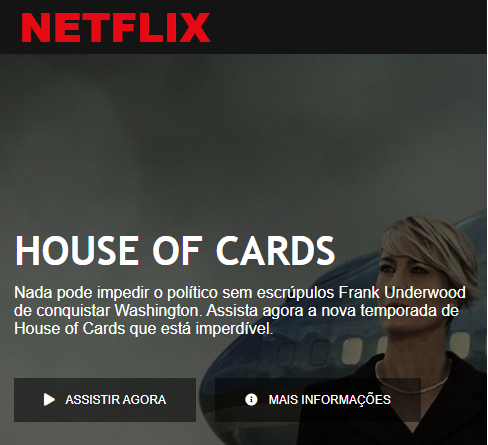 NETFLIX
HOUSE OF CARDS
Nada pode impedir o político sem escrúpulos Frank Underwood
de conquistar Washington. Assista agora a nova temporada de
House of Cards que está imperdível.
ASSISTIR AGORA
MAIS INFORMAÇÕES